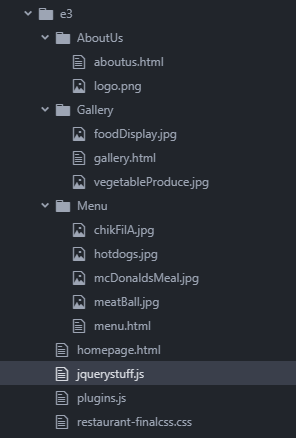 e3
AboutUs
aboutus.html
logo.png
Gallery
foodDisplay.jpg
gallery.html
vegetableProduce.jpg
Menu
chikFilA.jpg
hotdogs.jpg
mcDonaldsMeal.jpg
meatBall.jpg
menu.html
homepage.html
jquerystuff.js
plugins.js
restaurant-finalcss.css